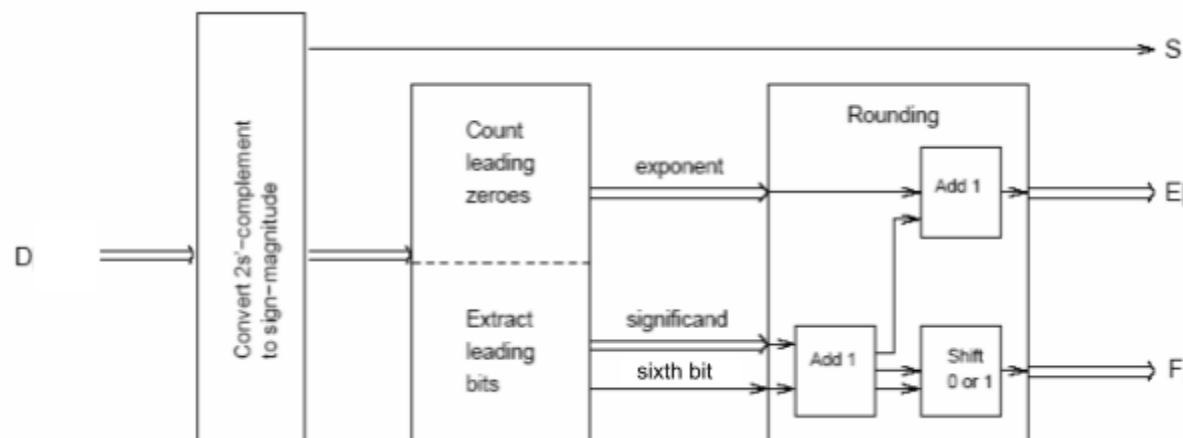 S
Rounding
Count
leading
zeroes
exponent
Add 1
E
D
Convert 2s'-complement
to sign-magnitude
Extract
leading
bits
significand
sixth bit
Add 1
Shift
0 or 1
F